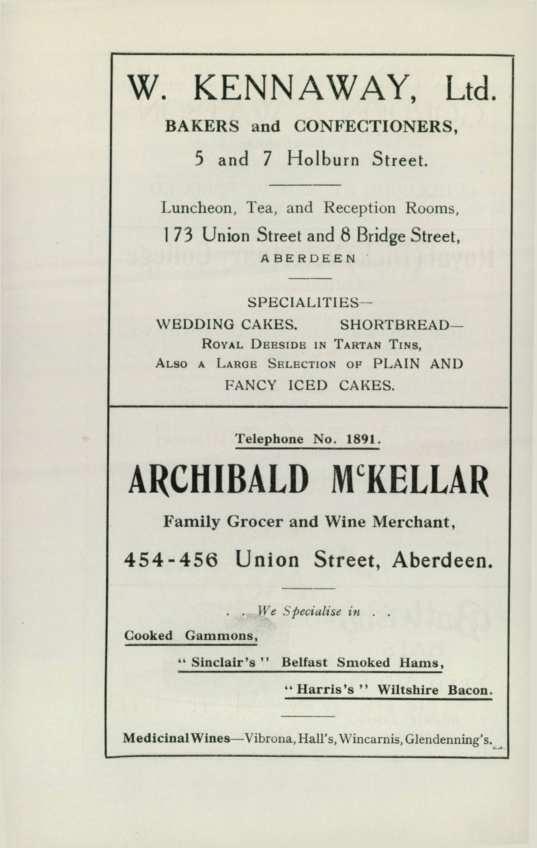 W. KENNAWAY, Ltd.
BAKERS and CONFECTIONERS,
5 and 7 Holburn Street.
Luncheon, Tea, and Reception Rooms,
173 Union Street and 8 Bridge Street,
ABERDEEN
SPECIALITIES—
WEDDING CAKES. SHORTBREAD—
ROYAL DEESIDE IN TARTAN TINS,
ALSO A LARGE SELECTION OF PLAIN AND
FANCY ICED CAKES.
Telephone No. 1891.
ARCHIBALD McKELLAR
Family Grocer and Wine Merchant,
454-456 Union Street, Aberdeen.
. . We Specialise in . .
Cooked Gammons,
"Sinclair's" Belfast Smoked Hams,
"Harris's" Wiltshire Bacon.
Medicinal Wines—Vibrona, Hall's, Wincarnis, Glendenning's.